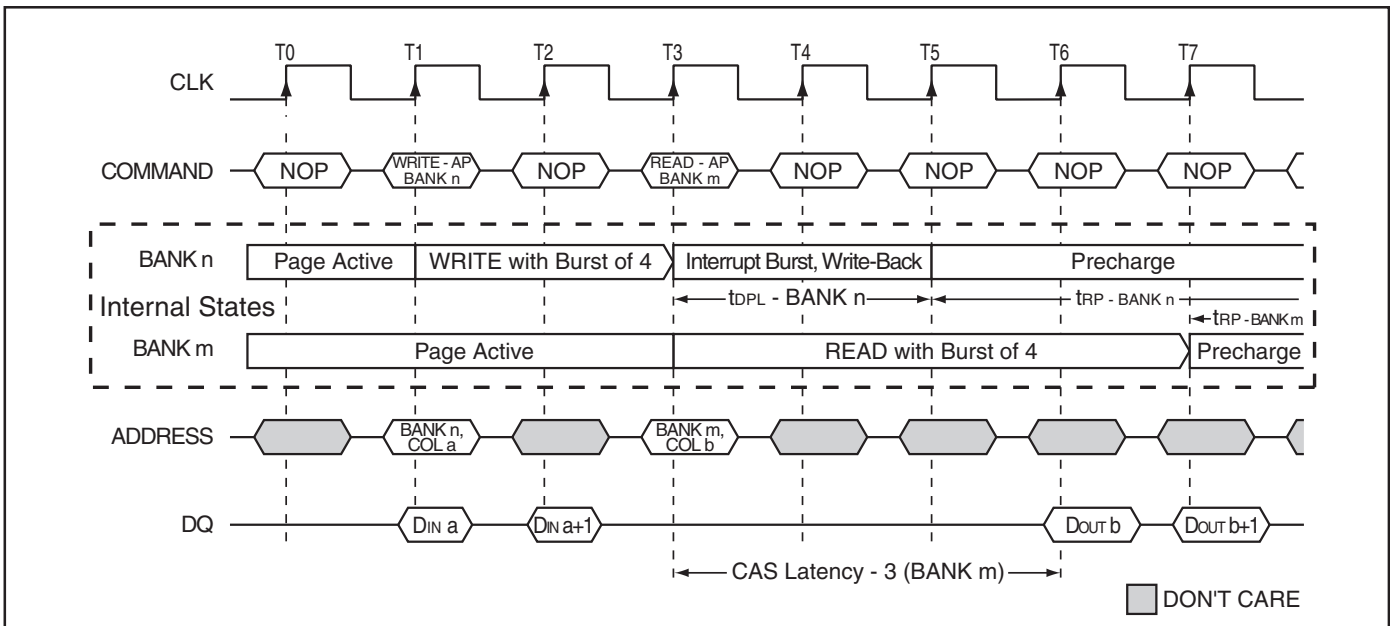 T0 T1 T2 T3 T4 T5 T6 T7
CLK
COMMAND NOP WRITE - AP BANK n NOP READ - AP BANK m NOP NOP NOP NOP
BANK n Page Active WRITE with Burst of 4 Interrupt Burst, Write-Back Precharge
tDPL - BANK n tRP - BANK n
Internal States
tRP - BANK m
BANK m Page Active READ with Burst of 4 Precharge
ADDRESS BANK n, COL a BANK m, COL b
DQ DIN a DIN a+1 DOUT b DOUT b+1
CAS Latency - 3 (BANK m)
DON'T CARE